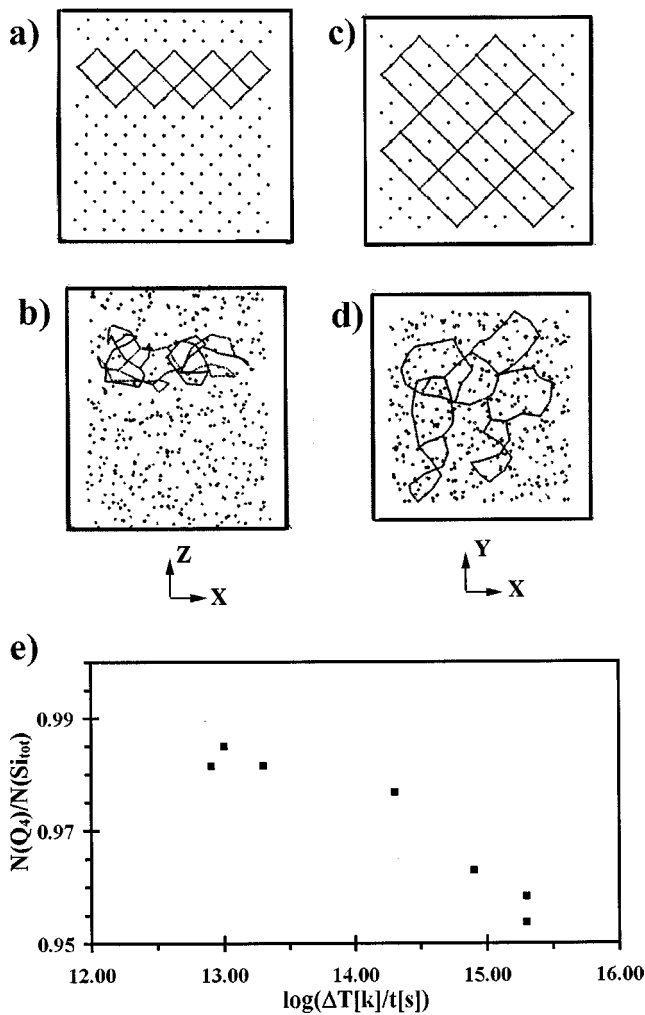 a)
c)
b)
d)
Z
X
Y
X
e)
N(Q4)/N(Sitot)
0.99
0.97
0.95
12.00 13.00 14.00 15.00 16.00
log(ΔT[k]/t[s])